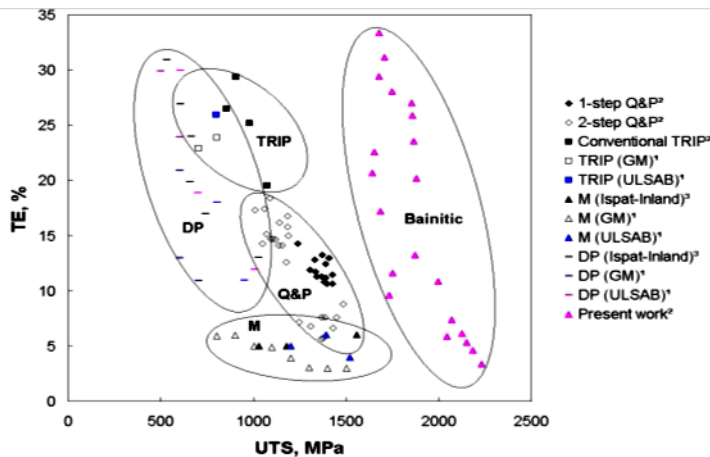 35
30
25
20
15
10
5
0
TE, %
0
500
1000
1500
2000
2500
UTS, MPa
TRIP
DP
Bainitic
Q&P
M
1-step Q&P²
2-step Q&P²
Conventional TRIP²
TRIP (GM)¹
TRIP (ULSAB)¹
M (Ispat-Inland)³
M (GM)¹
M (ULSAB)¹
DP (Ispat-Inland)³
DP (GM)¹
DP (ULSAB)¹
Present work²